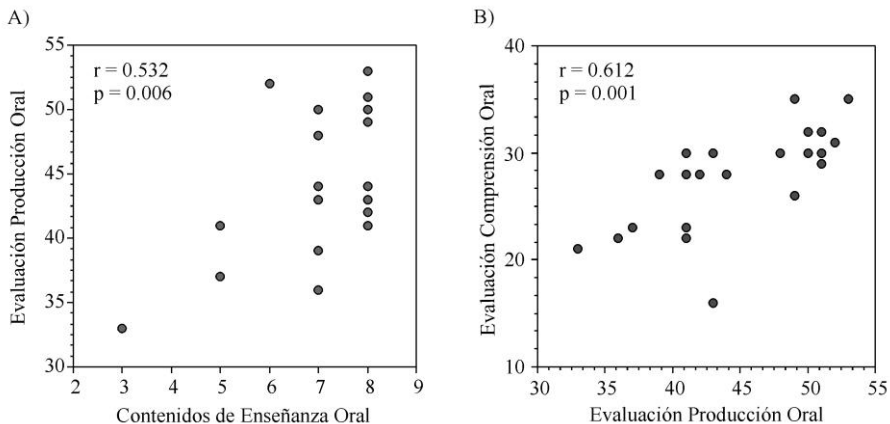 A)
r = 0.532
p = 0.006
Evaluación Producción Oral
55
50
45
40
35
30
2 3 4 5 6 7 8 9
Contenidos de Enseñanza Oral
B)
r = 0.612
p = 0.001
Evaluación Comprensión Oral
40
30
20
10
30 35 40 45 50 55
Evaluación Producción Oral